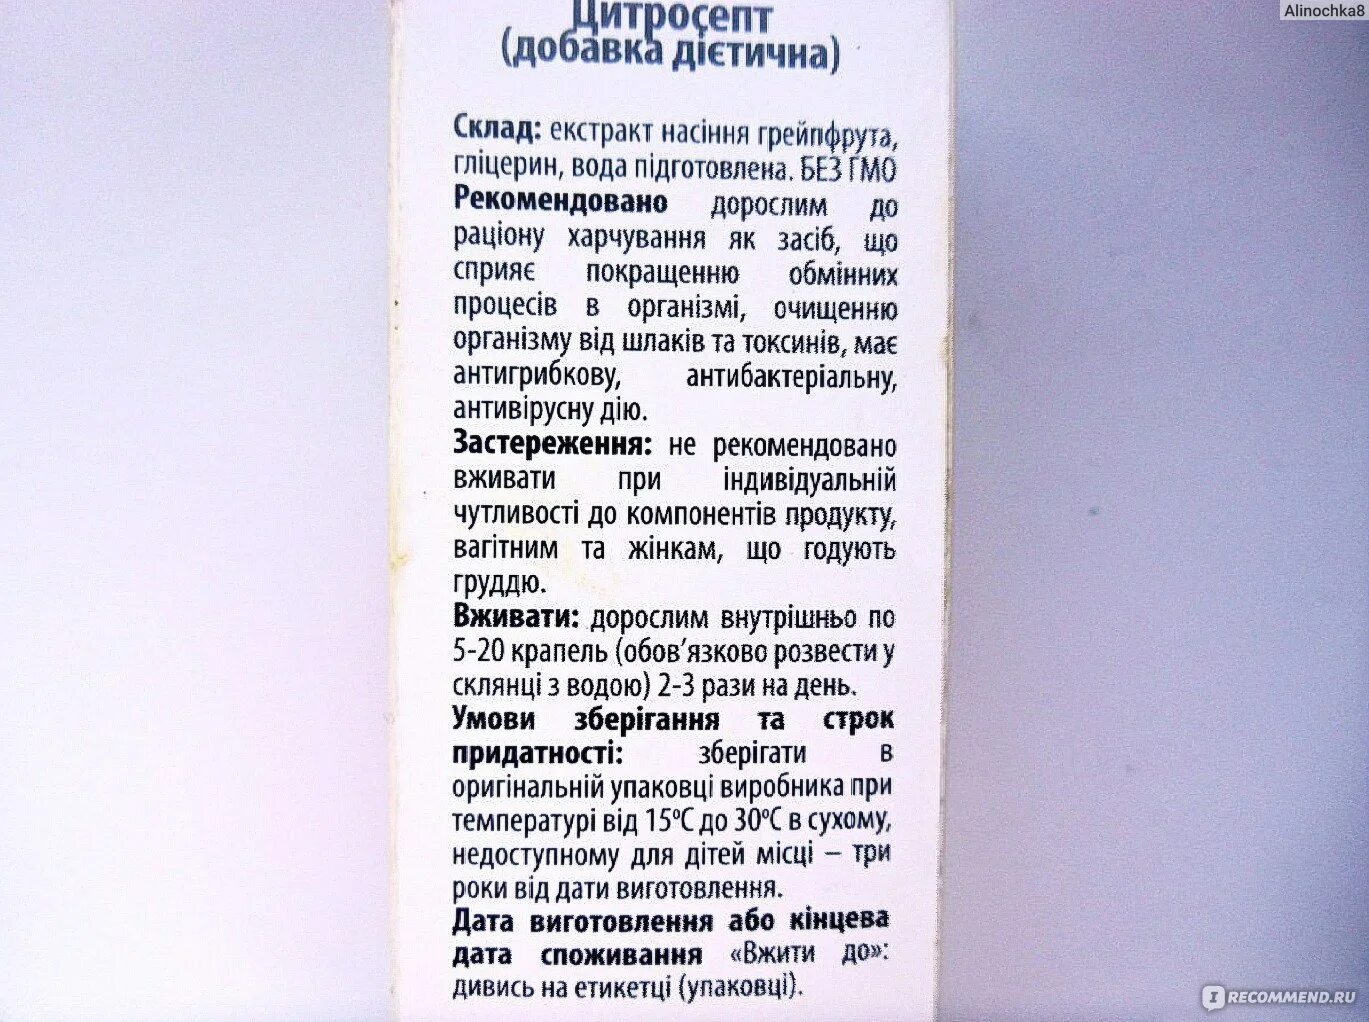 Alinochka8
Цитросепт
(добавка дієтична)
Склад: екстракт насіння грейпфрута,
гліцерин, вода підготовлена. БЕЗ ГМО
Рекомендовано дорослим до
раціону харчування як засіб, що
сприяє покращенню обмінних
процесів в організмі, очищенню
організму від шлаків та токсинів, має
антигрибкову, антибактеріальну,
антивірусну дію.
Застереження: не рекомендовано
вживати при індивідуальній
чутливості до компонентів продукту,
вагітним та жінкам, що годують
груддю.
Вживати: дорослим внутрішньо по
5-20 крапель (обов’язково розвести у
склянці з водою) 2-3 рази на день.
Умови зберігання та строк
придатності: зберігати в
оригінальній упаковці виробника при
температурі від 15ºС до 30ºС в сухому,
недоступному для дітей місці – три
роки від дати виготовлення.
Дата виготовлення або кінцева
дата споживання «Вжити до»:
дивись на етикетці (упаковці).
IRECOMMEND.RU